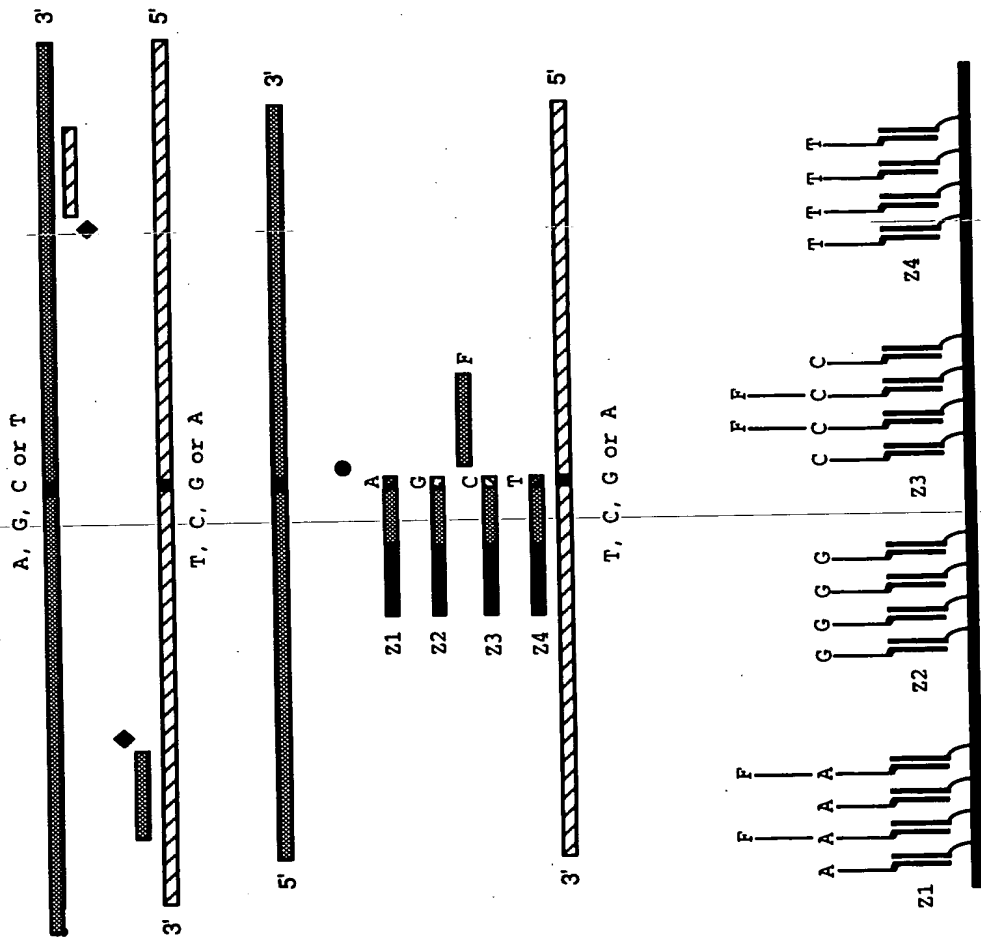 3'
A, G, C or T
3'
5'
T, C, G or A
5'
3'
A
Z1
G
Z2
C
F
Z3
T
Z4
3'
5'
T, C, G or A
F F F F
A A A A G G G G C C C C T T T T
Z1 Z2 Z3 Z4